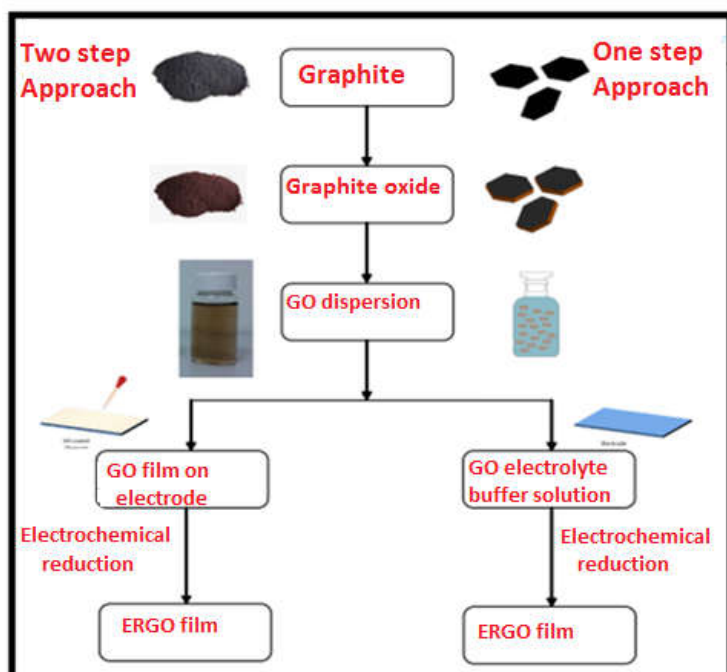 Two step
Approach
Graphite
One step
Approach
Graphite oxide
GO dispersion
GO film on
electrode
GO electrolyte
buffer solution
Electrochemical
reduction
Electrochemical
reduction
ERGO film
ERGO film